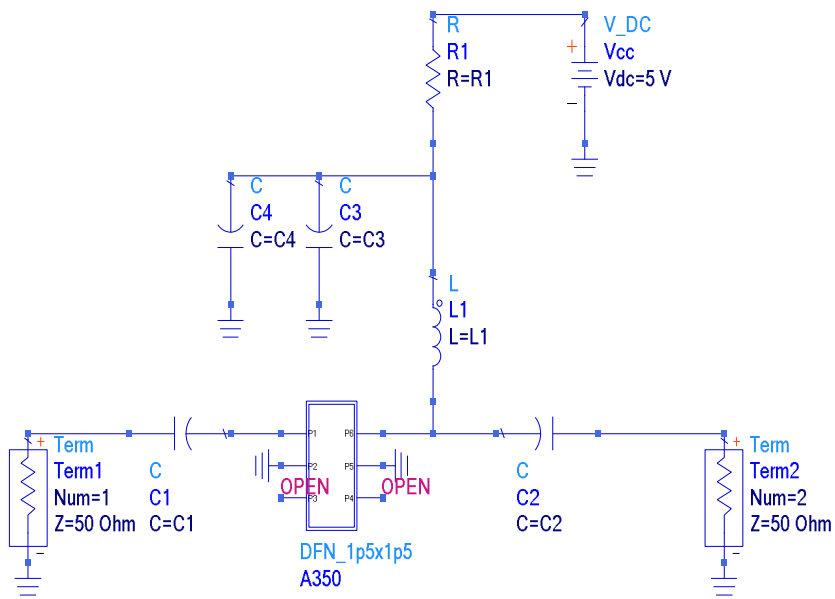 R
R1
R=R1
V_DC
+
Vcc
Vdc=5 V
−
C
C4
C=C4
C
C3
C=C3
L
o
L1
L=L1
P1
P2
P3
P6
P5
P4
OPEN
OPEN
DFN_1p5x1p5
A350
+
Term
Term1
Num=1
Z=50 Ohm
−
C
C1
C=C1
C
C2
C=C2
+
Term
Term2
Num=2
Z=50 Ohm
−